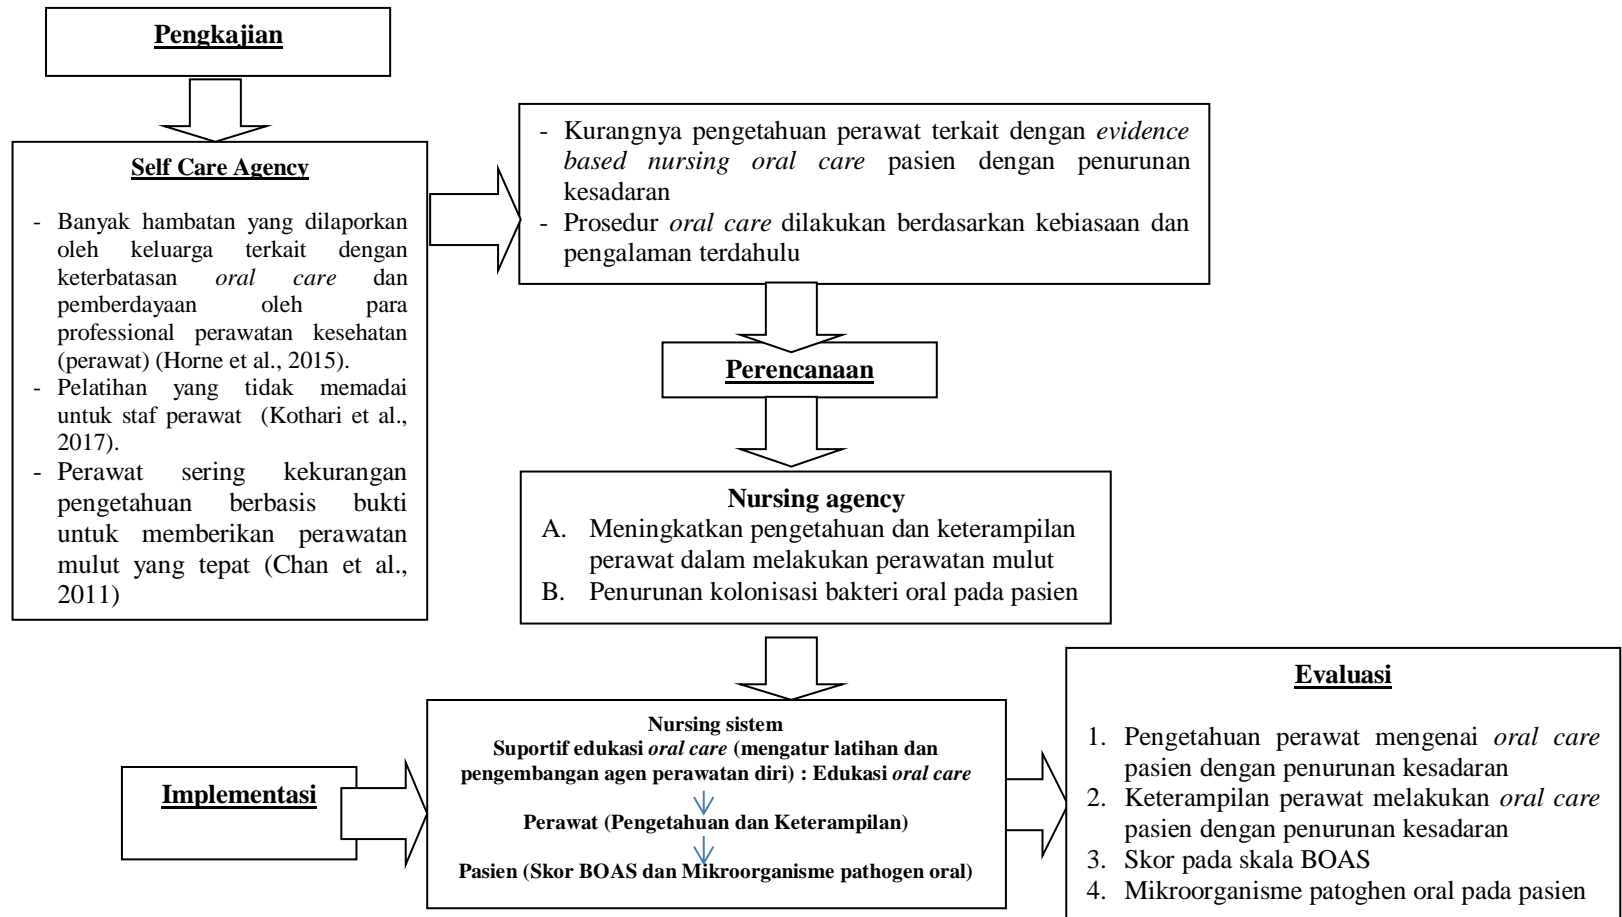 Pengkajian
Self Care Agency
- Banyak hambatan yang dilaporkan
oleh keluarga terkait dengan
keterbatasan oral care dan
pemberdayaan oleh para
professional perawatan kesehatan
(perawat) (Horne et al., 2015).
- Pelatihan yang tidak memadai
untuk staf perawat (Kothari et al.,
2017).
- Perawat sering kekurangan
pengetahuan berbasis bukti
untuk memberikan perawatan
mulut yang tepat (Chan et al.,
2011)
- Kurangnya pengetahuan perawat terkait dengan evidence
based nursing oral care pasien dengan penurunan
kesadaran
- Prosedur oral care dilakukan berdasarkan kebiasaan dan
pengalaman terdahulu
Perencanaan
Nursing agency
A. Meningkatkan pengetahuan dan keterampilan
perawat dalam melakukan perawatan mulut
B. Penurunan kolonisasi bakteri oral pada pasien
Implementasi
Nursing sistem
Suportif edukasi oral care (mengatur latihan dan
pengembangan agen perawatan diri) : Edukasi oral care
Perawat (Pengetahuan dan Keterampilan)
Pasien (Skor BOAS dan Mikroorganisme pathogen oral)
Evaluasi
1. Pengetahuan perawat mengenai oral care
pasien dengan penurunan kesadaran
2. Keterampilan perawat melakukan oral care
pasien dengan penurunan kesadaran
3. Skor pada skala BOAS
4. Mikroorganisme patoghen oral pada pasien